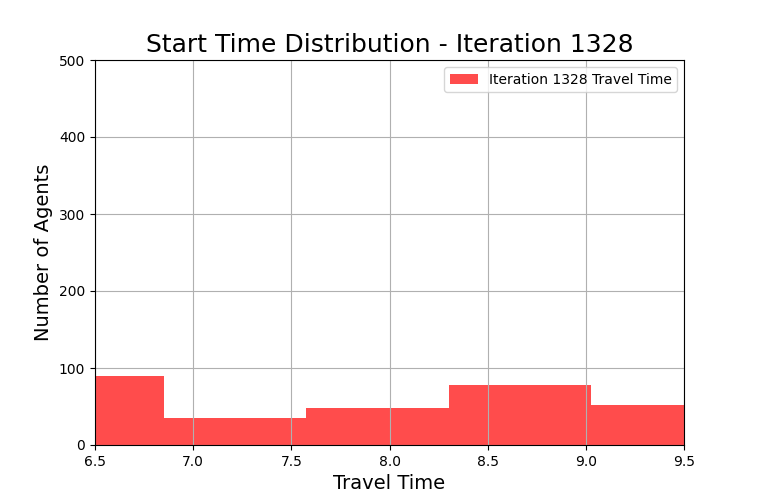 Start Time Distribution - Iteration 1328
Iteration 1328 Travel Time
Number of Agents
500
400
300
200
100
0
6.5 7.0 7.5 8.0 8.5 9.0 9.5
Travel Time